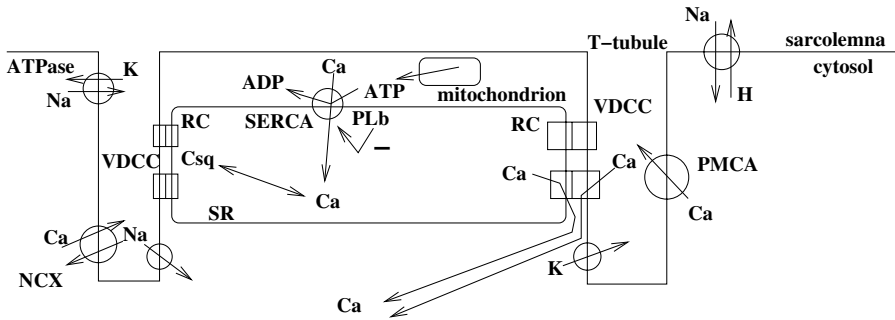 Na
T-tubule
sarcolemna
ATPase
K
Ca
cytosol
ADP
ATP
Na
mitochondrion
VDCC
H
RC
SERCA
PLb
RC
VDCC
Csq
Ca
Ca
PMCA
Ca
SR
Ca
Ca
Na
K
NCX
Ca